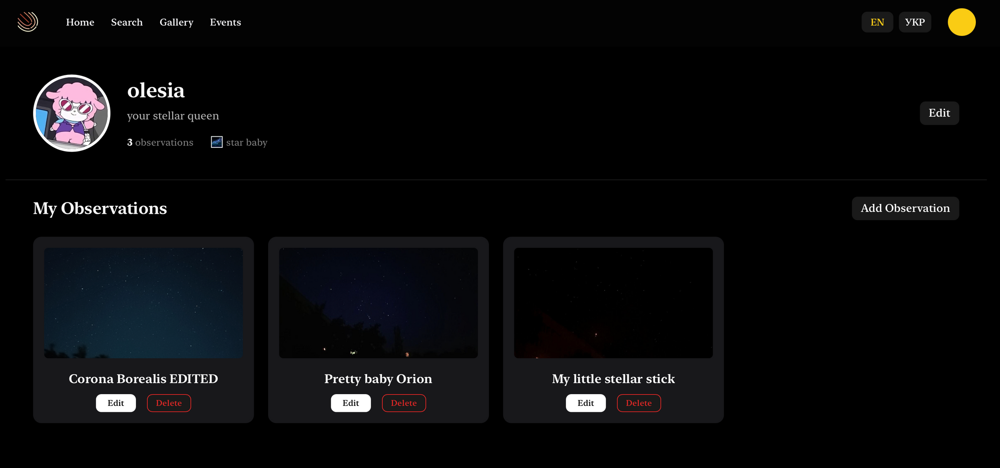 Home Search Gallery Events EN УКР
olesia
your stellar queen
Edit
3 observations star baby
My Observations
Add Observation
Corona Borealis EDITED
Edit Delete
Pretty baby Orion
Edit Delete
My little stellar stick
Edit Delete